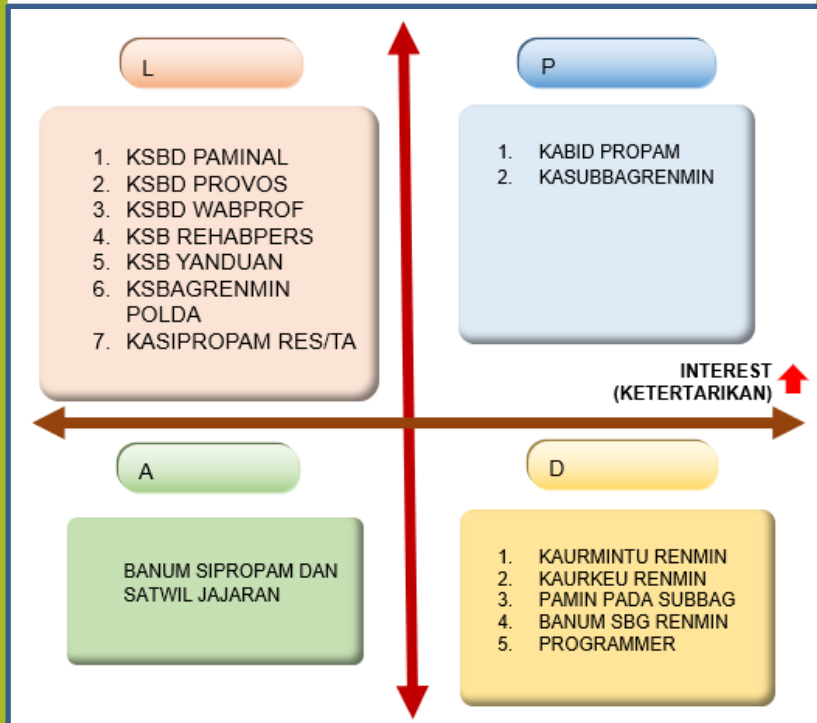 L
1. KSBD PAMINAL
2. KSBD PROVOS
3. KSBD WABPROF
4. KSB REHABPERS
5. KSB YANDUAN
6. KSBAGRENMIN
POLDA
7. KASIPROPAM RES/TA
P
1. KABID PROPAM
2. KASUBBAGRENMIN
INTEREST
(KETERTARIKAN)
A
BANUM SIPROPAM DAN
SATWIL JAJARAN
D
1. KAURMINTU RENMIN
2. KAURKEU RENMIN
3. PAMIN PADA SUBBAG
4. BANUM SBG RENMIN
5. PROGRAMMER